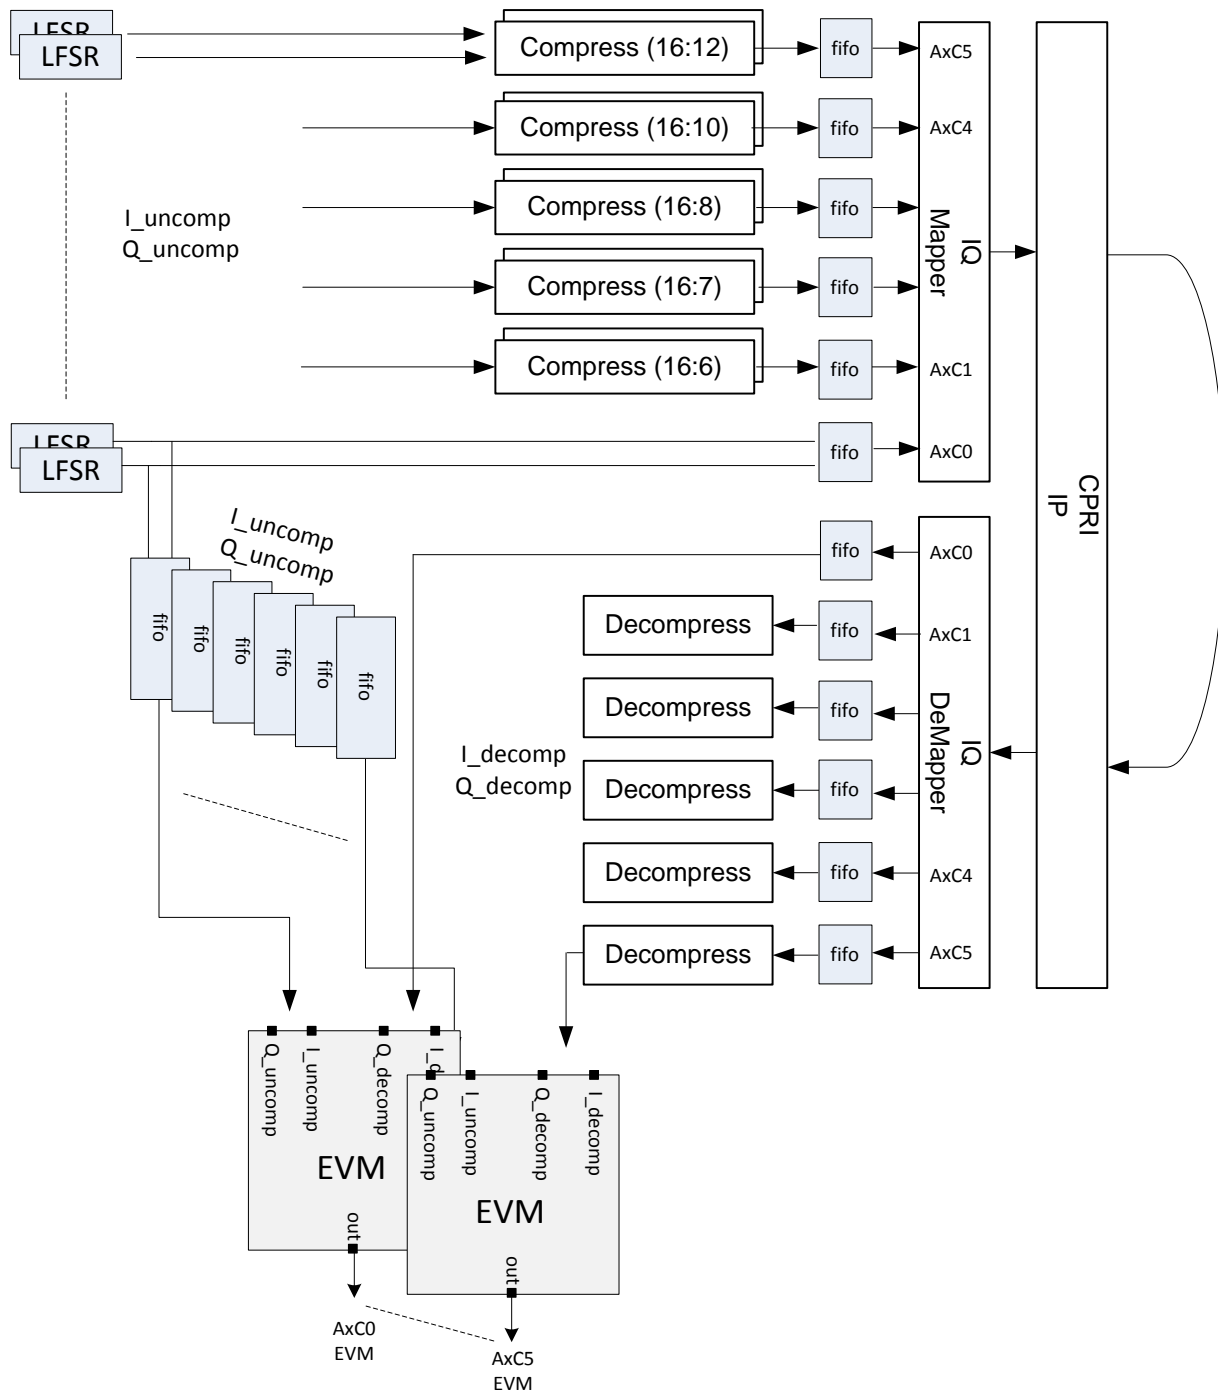 LFSR
LFSR
Compress (16:12)
fifo
AxC5
Compress (16:10)
fifo
AxC4
I_uncomp
Q_uncomp
Compress (16:8)
fifo
IQ
Mapper
Compress (16:7)
fifo
Compress (16:6)
fifo
AxC1
LFSR
LFSR
fifo
AxC0
CPRI
IP
I_uncomp
Q_uncomp
fifo
fifo
fifo
fifo
fifo
fifo
fifo
AxC0
Decompress
fifo
AxC1
Decompress
fifo
IQ
DeMapper
I_decomp
Q_decomp
Decompress
fifo
Decompress
fifo
AxC4
Decompress
fifo
AxC5
Q_uncomp
I_uncomp
Q_decomp
I_d
EVM
out
Q_uncomp
I_uncomp
Q_decomp
I_decomp
EVM
out
AxC0
EVM
AxC5
EVM